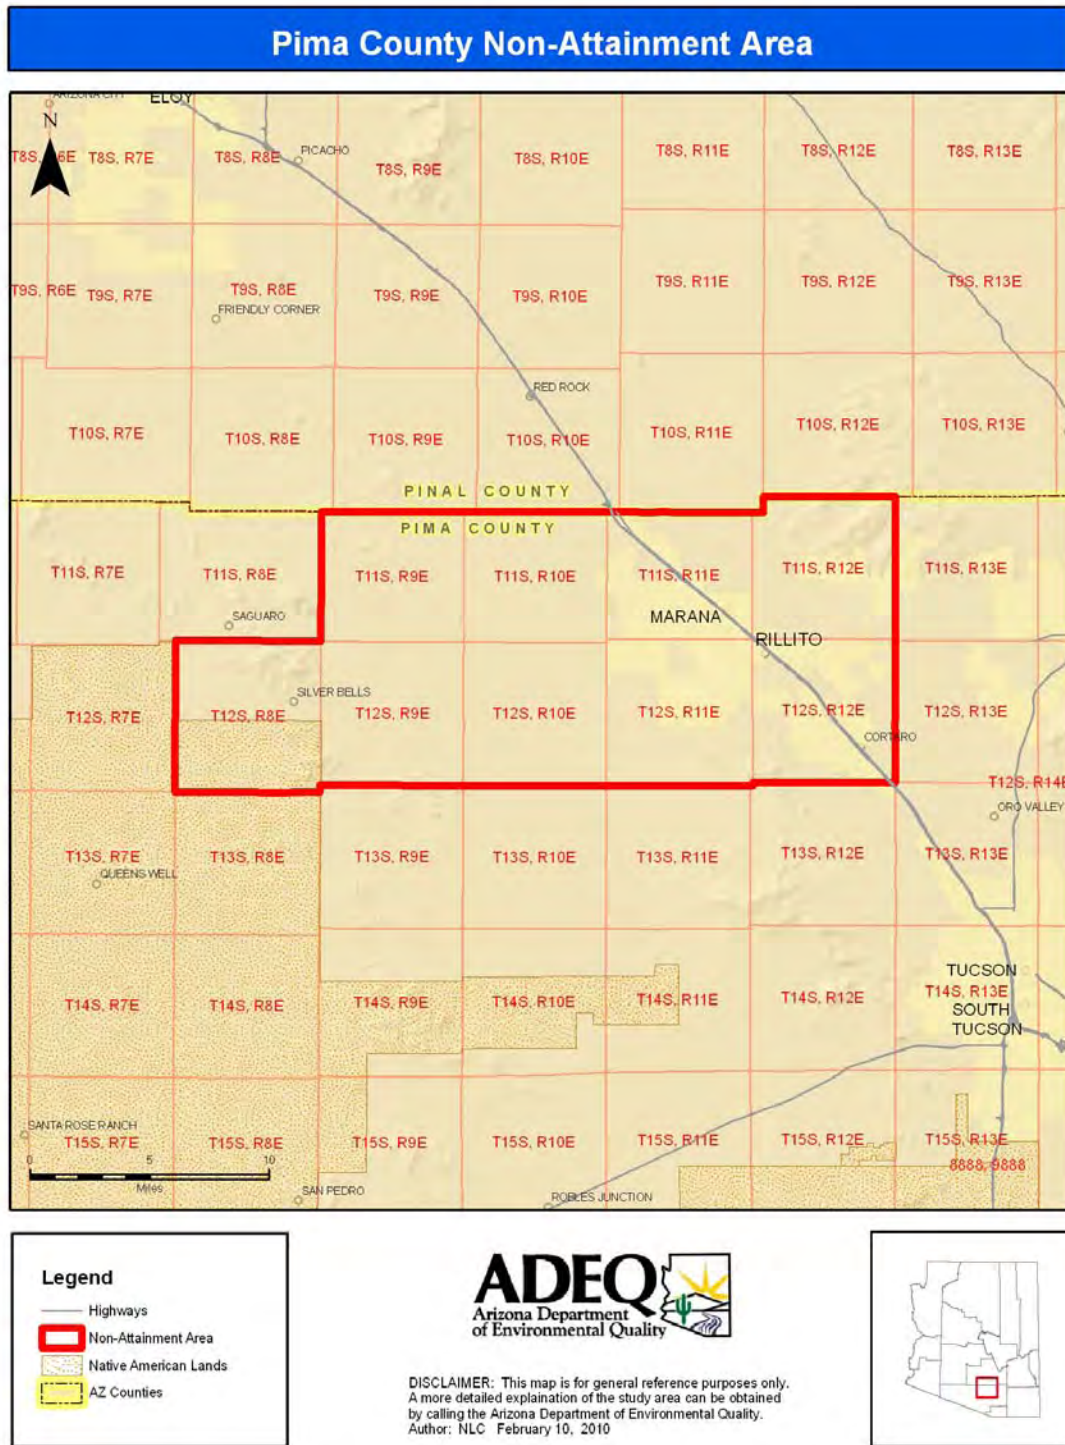 Pima County Non-Attainment Area
ARIZONA CITY
ELOY
N
PICACHO
T8S, R6E
T8S, R7E
T8S, R8E
T8S, R9E
T8S, R10E
T8S, R11E
T8S, R12E
T8S, R13E
T9S, R6E
T9S, R7E
T9S, R8E
T9S, R9E
T9S, R10E
T9S, R11E
T9S, R12E
T9S, R13E
FRIENDLY CORNER
RED ROCK
T10S, R7E
T10S, R8E
T10S, R9E
T10S, R10E
T10S, R11E
T10S, R12E
T10S, R13E
PINAL COUNTY
PIMA COUNTY
T11S, R7E
T11S, R8E
T11S, R9E
T11S, R10E
T11S, R11E
T11S, R12E
T11S, R13E
SAGUARO
MARANA
RILLITO
SILVER BELLS
T12S, R7E
T12S, R8E
T12S, R9E
T12S, R10E
T12S, R11E
T12S, R12E
T12S, R13E
CORTARO
T12S, R14E
ORO VALLEY
T13S, R7E
T13S, R8E
T13S, R9E
T13S, R10E
T13S, R11E
T13S, R12E
T13S, R13E
QUEENS WELL
TUCSON
T14S, R7E
T14S, R8E
T14S, R9E
T14S, R10E
T14S, R11E
T14S, R12E
T14S, R13E
SOUTH
TUCSON
SANTA ROSE RANCH
T15S, R7E
T15S, R8E
T15S, R9E
T15S, R10E
T15S, R11E
T15S, R12E
T15S, R13E
8888, 9888
0 5 10
Miles
SAN PEDRO
ROBLES JUNCTION
Legend
Highways
Non-Attainment Area
Native American Lands
AZ Counties
ADEQ
Arizona Department
of Environmental Quality
DISCLAIMER: This map is for general reference purposes only.
A more detailed explaination of the study area can be obtained
by calling the Arizona Department of Environmental Quality.
Author: NLC February 10, 2010